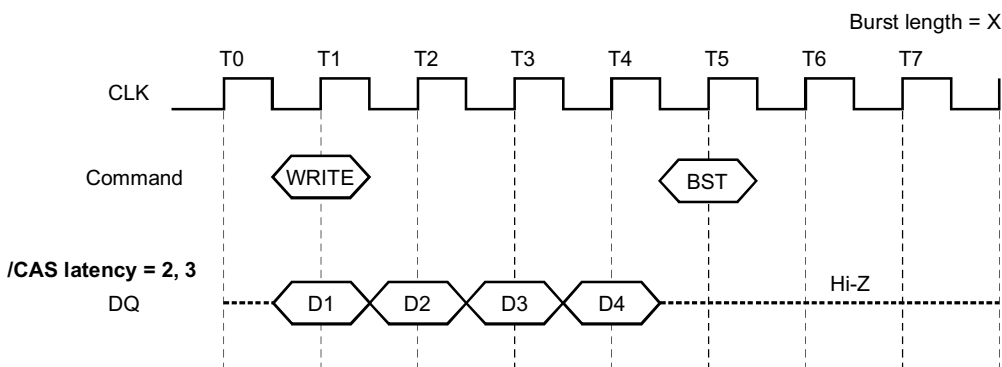 Burst length = X
T0 T1 T2 T3 T4 T5 T6 T7
CLK
Command WRITE BST
/CAS latency = 2, 3
Hi-Z
DQ D1 D2 D3 D4